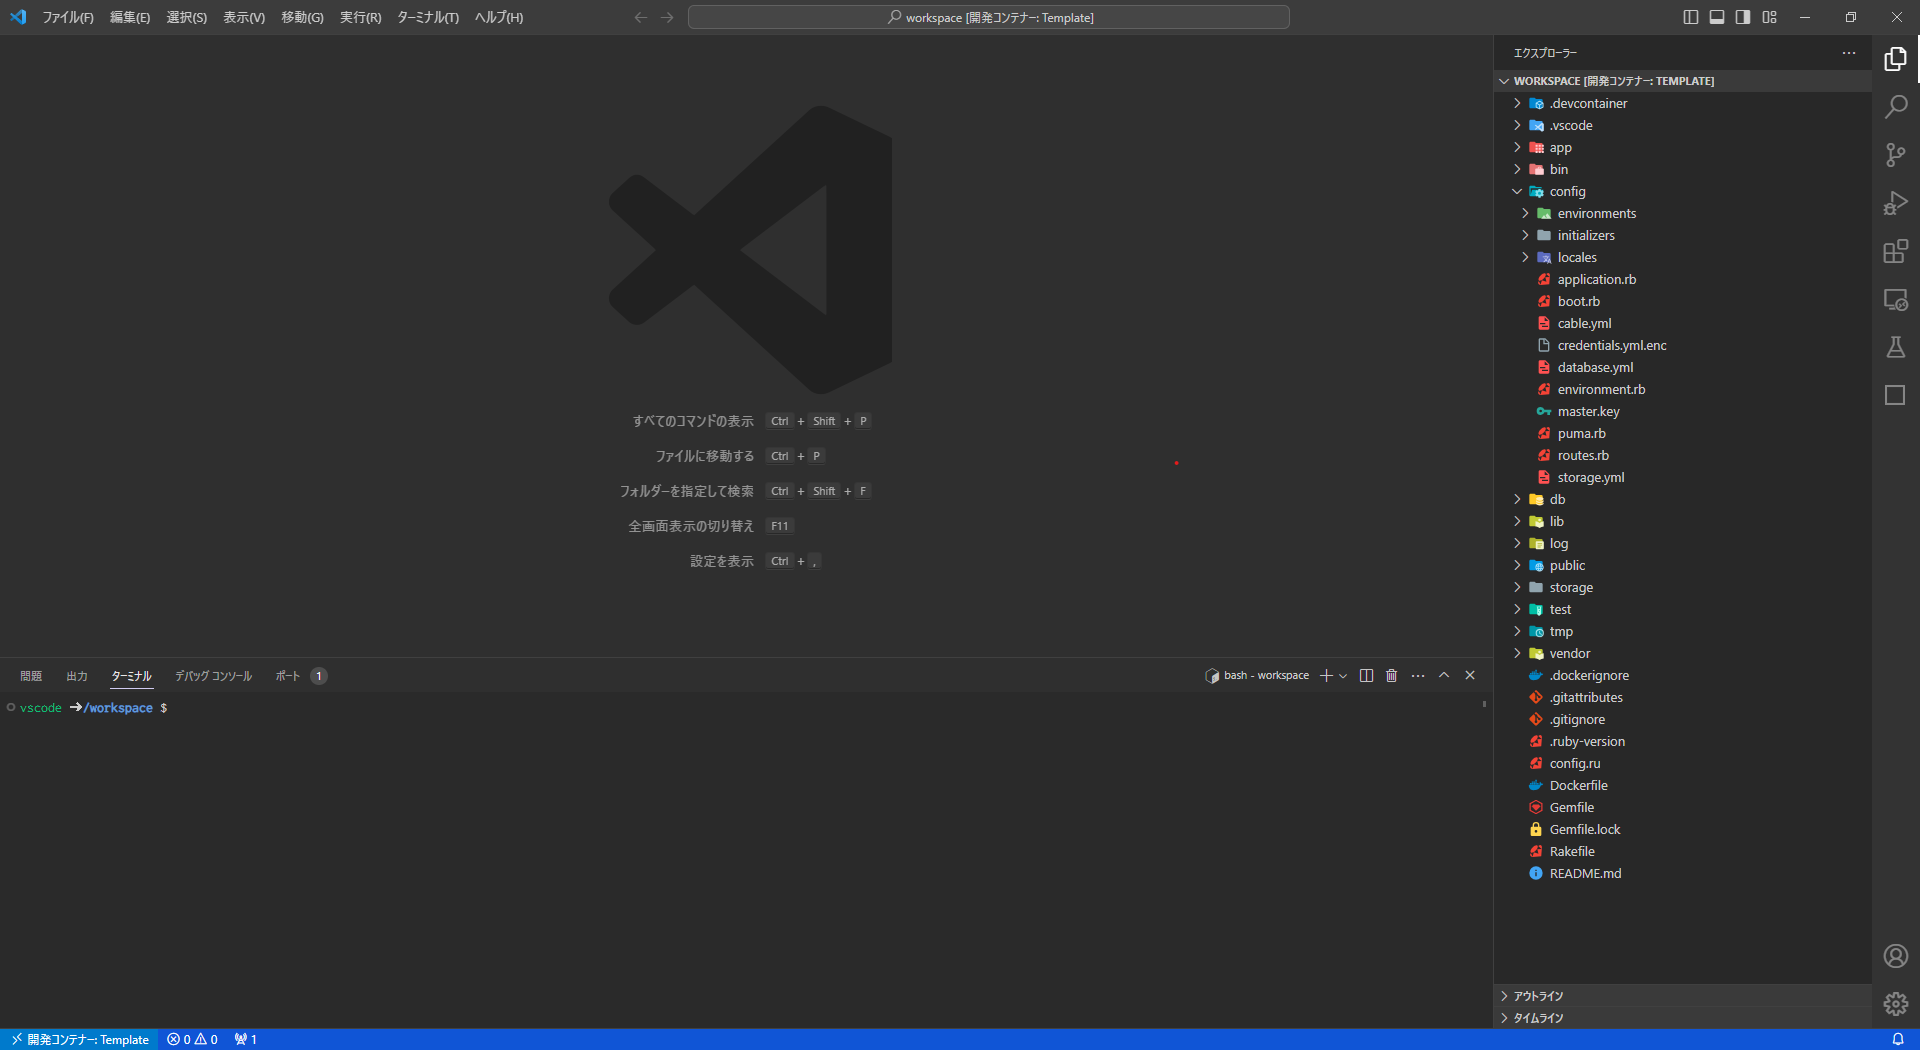 ファイル(F) 編集(E) 選択(S) 表示(V) 移動(G) 実行(R) ターミナル(T) ヘルプ(H)
workspace [開発コンテナー: Template]
すべてのコマンドの表示 Ctrl + Shift + P
ファイルに移動する Ctrl + P
フォルダーを指定して検索 Ctrl + Shift + F
全画面表示の切り替え F11
設定を表示 Ctrl + ,
問題 出力 ターミナル デバッグ コンソール ポート 1
bash - workspace
vscode ➜/workspace $
エクスプローラー
WORKSPACE [開発コンテナー: TEMPLATE]
.devcontainer
.vscode
app
bin
config
environments
initializers
locales
application.rb
boot.rb
cable.yml
credentials.yml.enc
database.yml
environment.rb
master.key
puma.rb
routes.rb
storage.yml
db
lib
log
public
storage
test
tmp
vendor
.dockerignore
.gitattributes
.gitignore
.ruby-version
config.ru
Dockerfile
Gemfile
Gemfile.lock
Rakefile
README.md
アウトライン
タイムライン
開発コンテナー: Template 0 0 1